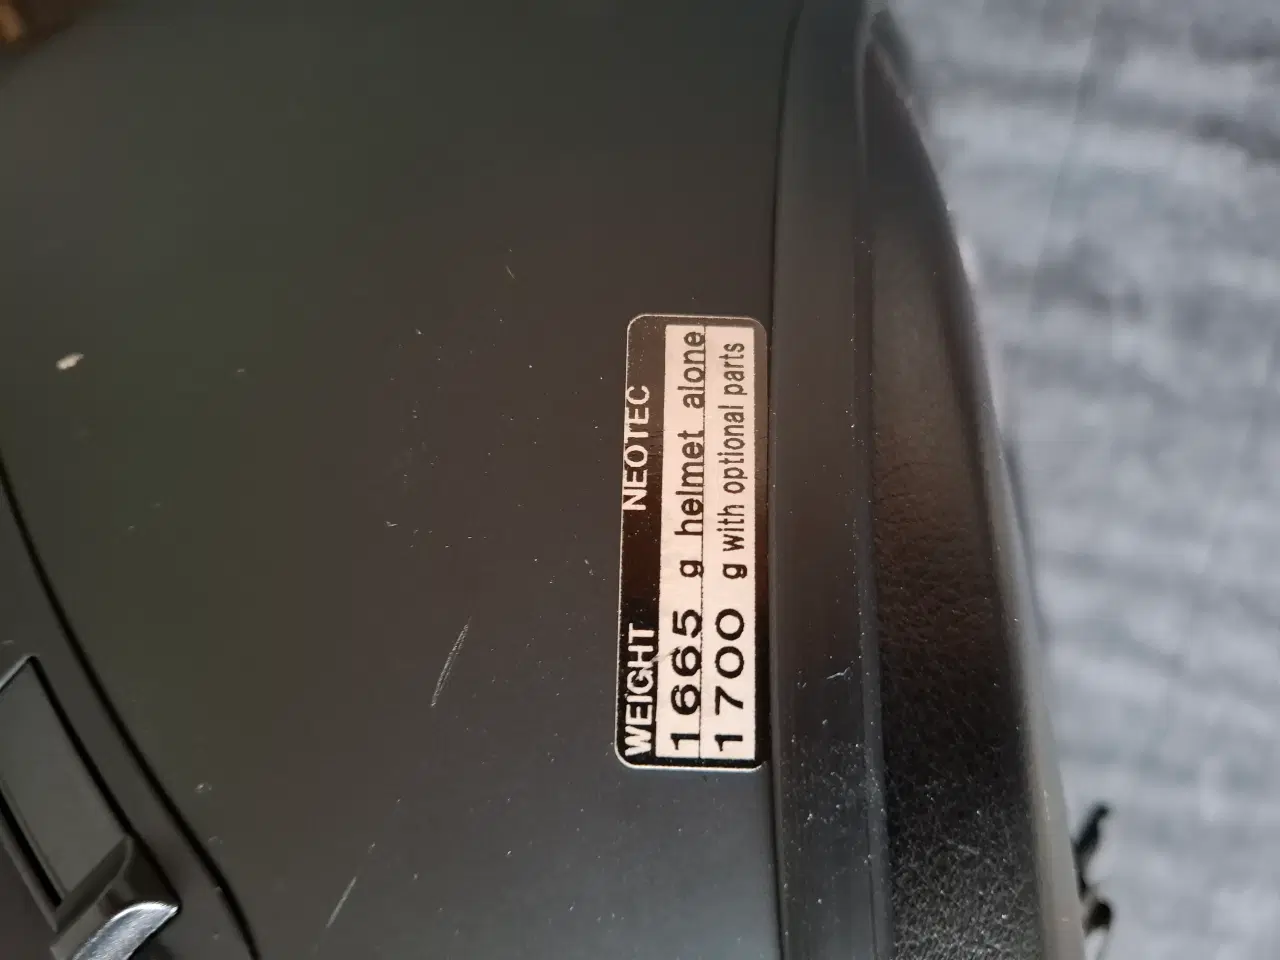 WEIGHT NEOTEC
1665 g helmet alone
1700 g with optional parts